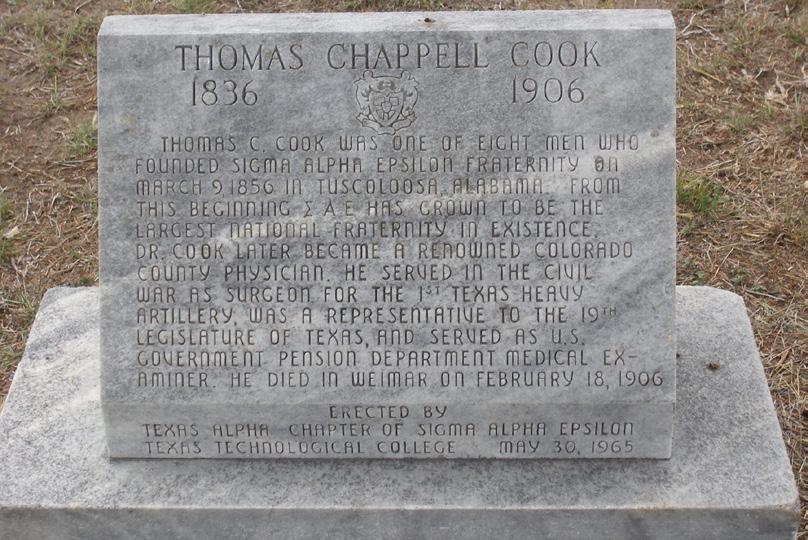 THOMAS CHAPPELL COOK
1836 1906
THOMAS C. COOK WAS ONE OF EIGHT MEN WHO
FOUNDED SIGMA ALPHA EPSILON FRATERNITY ON
MARCH 9, 1856 IN TUSCOLOOSA, ALABAMA. FROM
THIS BEGINNING Σ A E HAS GROWN TO BE THE
LARGEST NATIONAL FRATERNITY IN EXISTENCE.
DR. COOK LATER BECAME A RENOWNED COLORADO
COUNTY PHYSICIAN. HE SERVED IN THE CIVIL
WAR AS SURGEON FOR THE 1ST TEXAS HEAVY
ARTILLERY, WAS A REPRESENTATIVE TO THE 19TH
LEGISLATURE OF TEXAS, AND SERVED AS U.S.
GOVERNMENT PENSION DEPARTMENT MEDICAL EX-
AMINER. HE DIED IN WEIMAR ON FEBRUARY 18, 1906
ERECTED BY
TEXAS ALPHA CHAPTER OF SIGMA ALPHA EPSILON
TEXAS TECHNOLOGICAL COLLEGE MAY 30, 1965